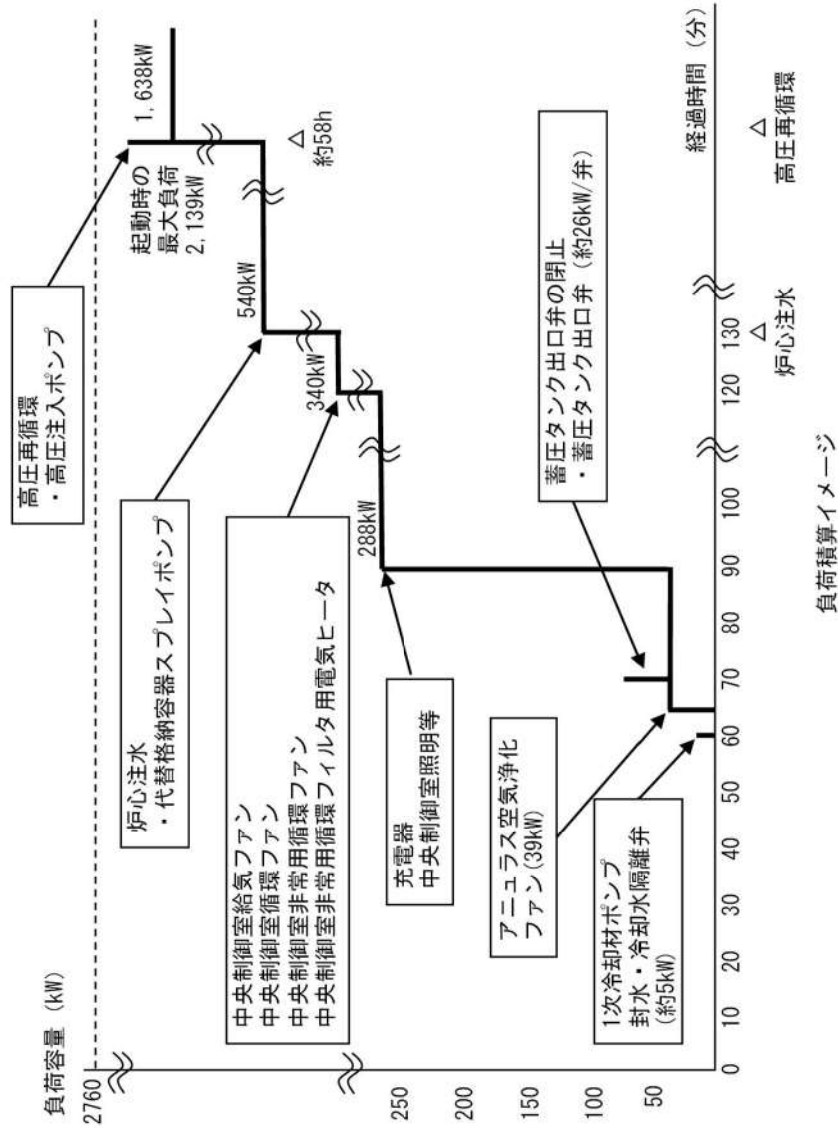 負荷容量 (kW)
2760
250
200
150
100
50
0
10
20
30
40
50
60
70
80
90
100
120
130
経過時間 (分)
高圧再循環
・高圧注入ポンプ
起動時の
最大負荷
2,139kW
1,638kW
△
約58h
炉心注水
・代替格納容器スプレイポンプ
540kW
中央制御室給気ファン
中央制御室循環ファン
中央制御室非常用循環ファン
中央制御室非常用循環フィルタ用電気ヒータ
340kW
充電器
中央制御室照明等
288kW
アニュラス空気浄化
ファン(39kW)
1次冷却材ポンプ
封水・冷却水隔離弁
(約5kW)
蓄圧タンク出口弁の閉止
・蓄圧タンク出口弁 (約26kW/弁)
△
炉心注水
△
高圧再循環
負荷積算イメージ